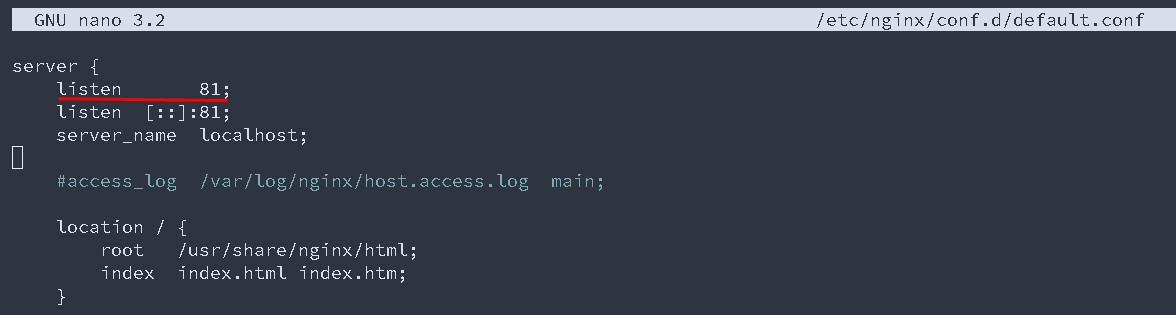 GNU nano 3.2 /etc/nginx/conf.d/default.conf
server {
    listen       81;
    listen  [::]:81;
    server_name  localhost;
    #access_log  /var/log/nginx/host.access.log  main;
    location / {
        root   /usr/share/nginx/html;
        index  index.html index.htm;
    }